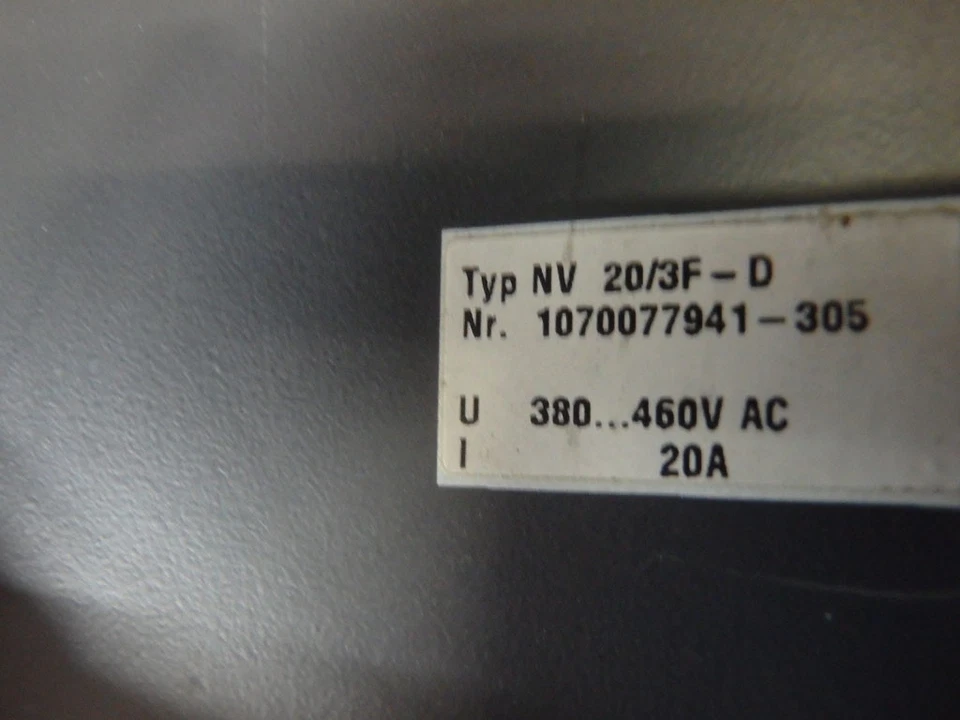 Typ NV 20/3F-D
Nr. 1070077941-305
U 380...460V AC
I 20A